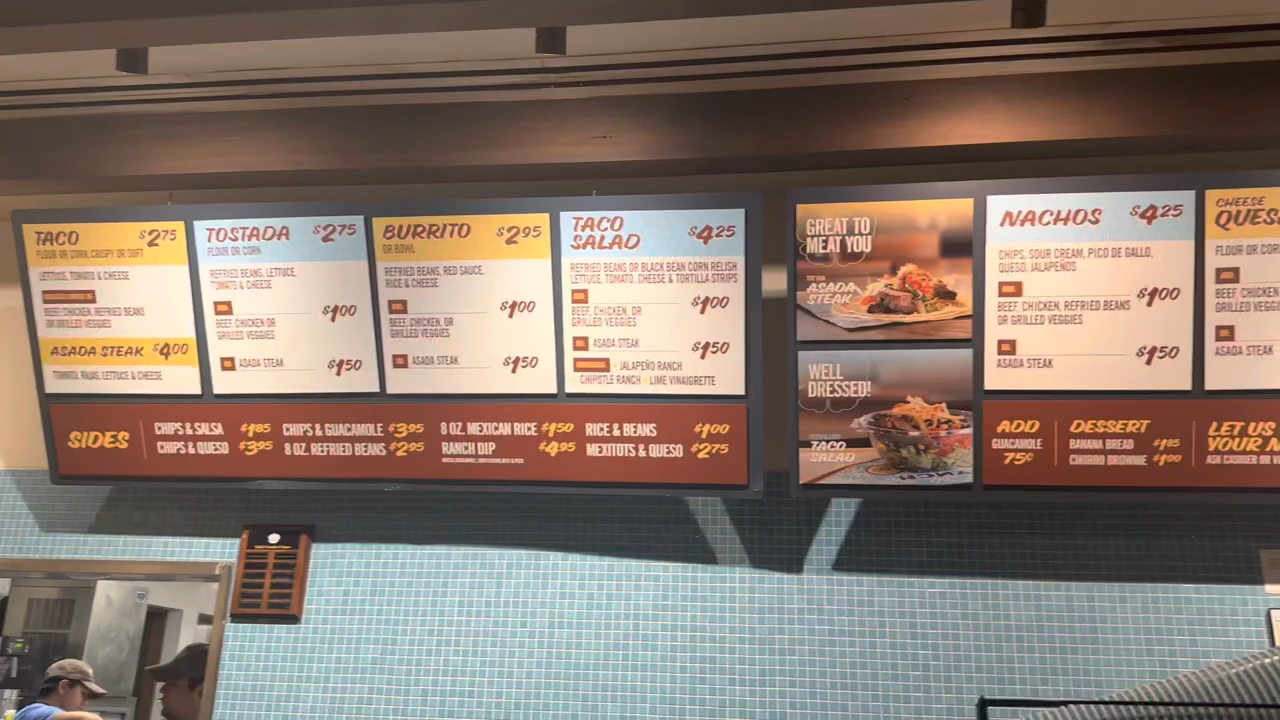 TACO $2.75
FLOUR OR CORN, CRISPY OR SOFT
LETTUCE, TOMATO & CHEESE
BEEF, CHICKEN, REFRIED BEANS
OR GRILLED VEGGIES
ASADA STEAK $4.00
TOMATO, RAJAS, LETTUCE & CHEESE
TOSTADA $2.75
FLOUR OR CORN
REFRIED BEANS, LETTUCE,
TOMATO & CHEESE
$1.00
BEEF, CHICKEN OR
GRILLED VEGGIES
ASADA STEAK $1.50
BURRITO $2.95
OR BOWL
REFRIED BEANS, RED SAUCE,
RICE & CHEESE
$1.00
BEEF, CHICKEN, OR
GRILLED VEGGIES
ASADA STEAK $1.50
TACO
SALAD $4.25
REFRIED BEANS OR BLACK BEAN CORN RELISH
LETTUCE, TOMATO, CHEESE & TORTILLA STRIPS
$1.00
BEEF, CHICKEN OR
GRILLED VEGGIES
ASADA STEAK $1.50
JALAPEÑO RANCH
CHIPOTLE RANCH LIME VINAIGRETTE
SIDES
CHIPS & SALSA $1.85
CHIPS & QUESO $3.95
CHIPS & GUACAMOLE $3.95
8 OZ. REFRIED BEANS $2.95
8 OZ. MEXICAN RICE $1.50
RANCH DIP $4.95
RICE & BEANS $1.00
MEXITOTS & QUESO $2.75
GREAT TO
MEAT YOU
ASADA
STEAK
WELL
DRESSED!
TACO
SALAD
NACHOS $4.25
CHIPS, SOUR CREAM, PICO DE GALLO,
QUESO, JALAPEÑOS
$1.00
BEEF, CHICKEN, REFRIED BEANS
OR GRILLED VEGGIES
$1.50
ASADA STEAK
CHEESE
QUES
FLOUR OR COR
BEEF, CHICKEN
GRILLED VEGGI
ASADA STEAK
ADD
GUACAMOLE
75¢
DESSERT
BANANA BREAD $1.85
CHURRO BROWNIE $1.00
LET US
YOUR N
ASK CASHIER OR V